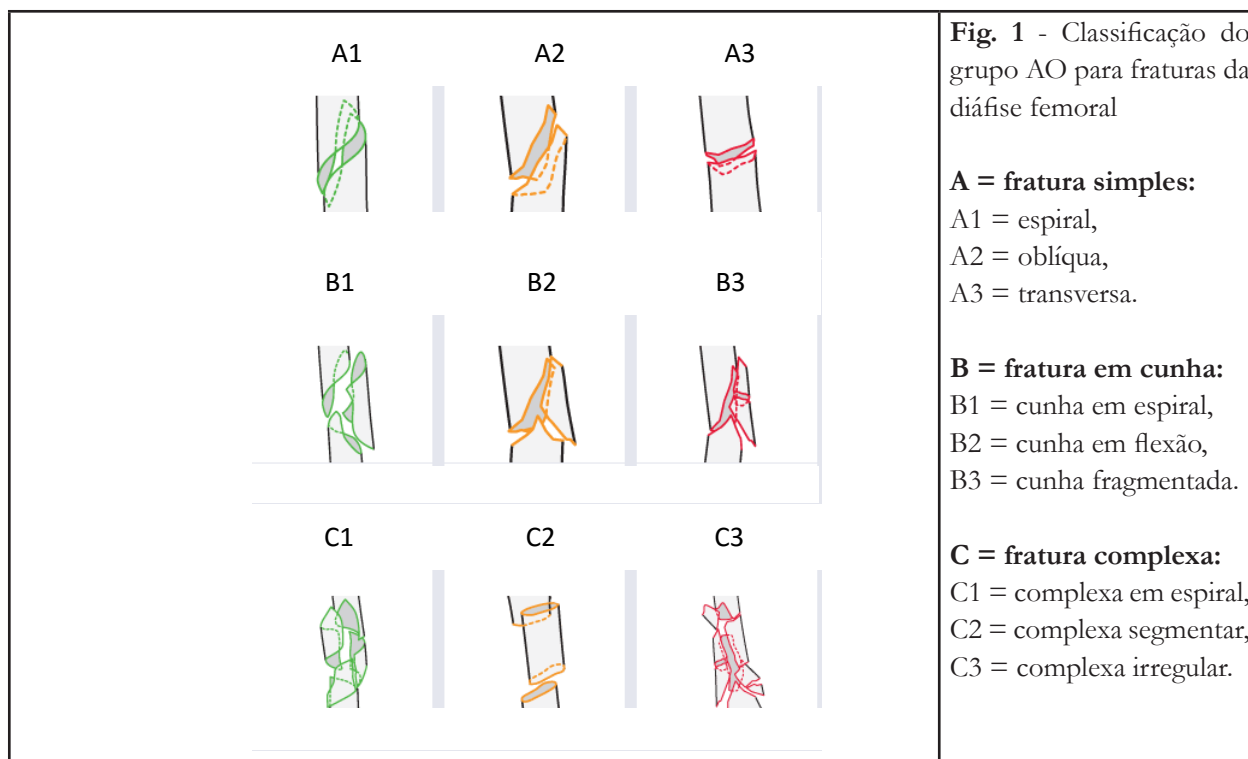 A1 A2 A3
B1 B2 B3
C1 C2 C3
Fig. 1 - Classificação do
grupo AO para fraturas da
diáfise femoral
A = fratura simples:
A1 = espiral,
A2 = oblíqua,
A3 = transversa.
B = fratura em cunha:
B1 = cunha em espiral,
B2 = cunha em flexão,
B3 = cunha fragmentada.
C = fratura complexa:
C1 = complexa em espiral,
C2 = complexa segmentar,
C3 = complexa irregular.